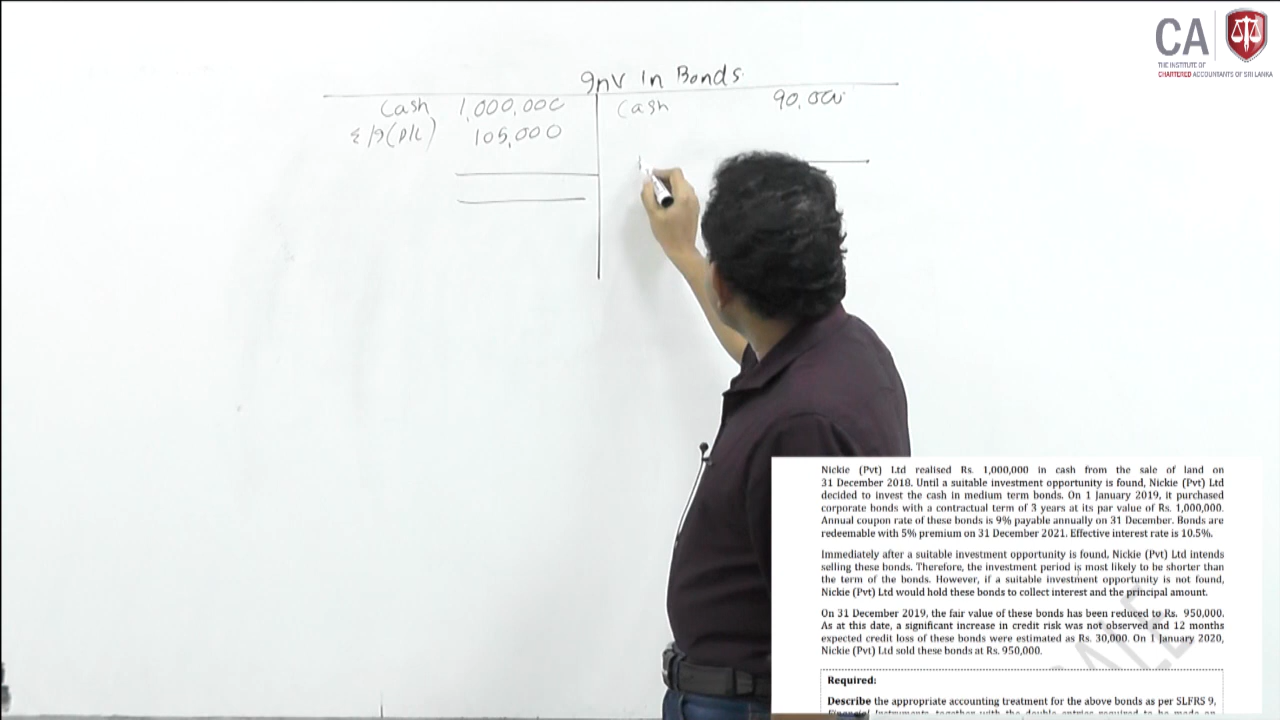 CA
THE INSTITUTE OF
CHARTERED ACCOUNTANTS OF SRI LANKA
Inv In Bonds.
Cash 1,000,000 Cash 90,000
(P/L) 105,000
Nickie (Pvt) Ltd realised Rs. 1,000,000 in cash from the sale of land on
31 December 2018. Until a suitable investment opportunity is found, Nickie (Pvt) Ltd
decided to invest the cash in medium term bonds. On 1 January 2019, it purchased
corporate bonds with a contractual term of 3 years at its par value of Rs. 1,000,000.
Annual coupon rate of these bonds is 9% payable annually on 31 December. Bonds are
redeemable with 5% premium on 31 December 2021. Effective interest rate is 10.5%.
Immediately after a suitable investment opportunity is found, Nickie (Pvt) Ltd intends
selling these bonds. Therefore, the investment period is most likely to be shorter than
the term of the bonds. However, if a suitable investment opportunity is not found,
Nickie (Pvt) Ltd would hold these bonds to collect interest and the principal amount.
On 31 December 2019, the fair value of these bonds has been reduced to Rs. 950,000.
As at this date, a significant increase in credit risk was not observed and 12 months
expected credit loss of these bonds were estimated as Rs. 30,000. On 1 January 2020,
Nickie (Pvt) Ltd sold these bonds at Rs. 950,000.
Required:
Describe the appropriate accounting treatment for the above bonds as per SLFRS 9,
Financial Instruments together with the double entries required to be made on